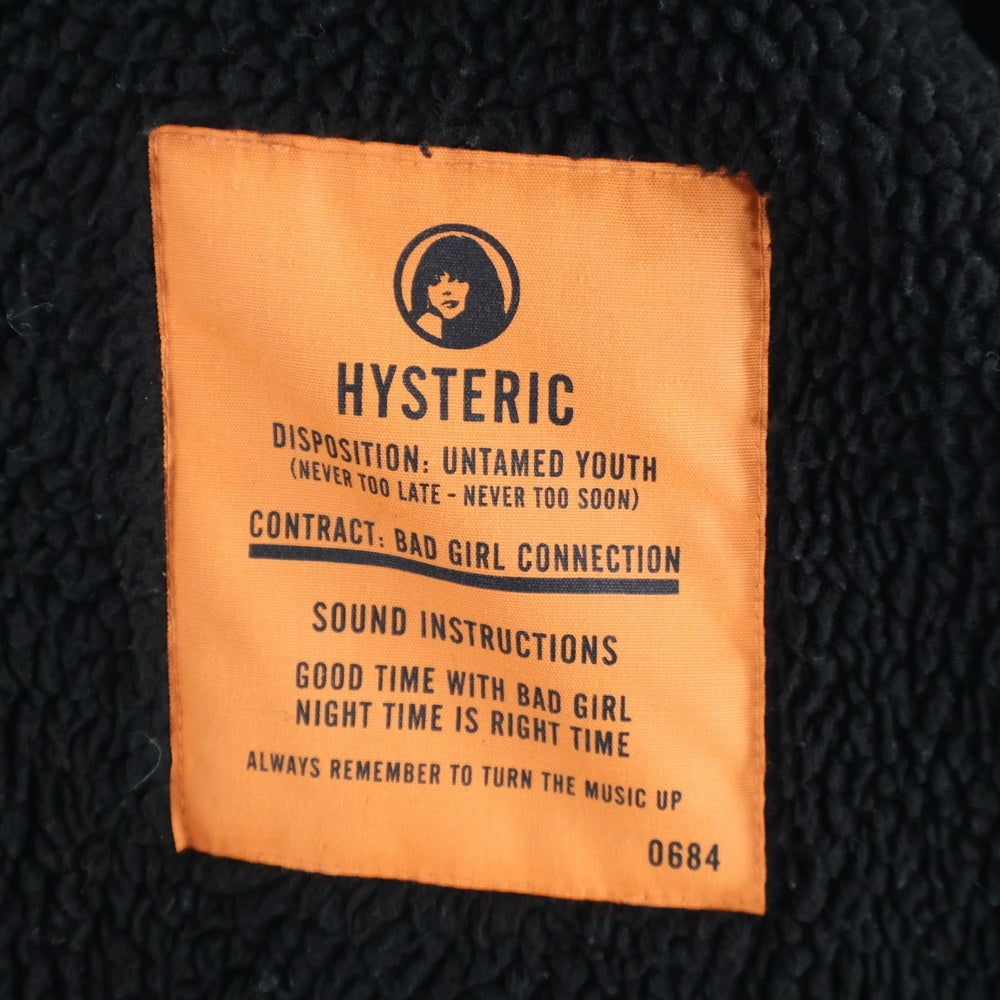 HYSTERIC
DISPOSITION: UNTAMED YOUTH
(NEVER TOO LATE - NEVER TOO SOON)
CONTRACT: BAD GIRL CONNECTION
SOUND INSTRUCTIONS
GOOD TIME WITH BAD GIRL
NIGHT TIME IS RIGHT TIME
ALWAYS REMEMBER TO TURN THE MUSIC UP
0684